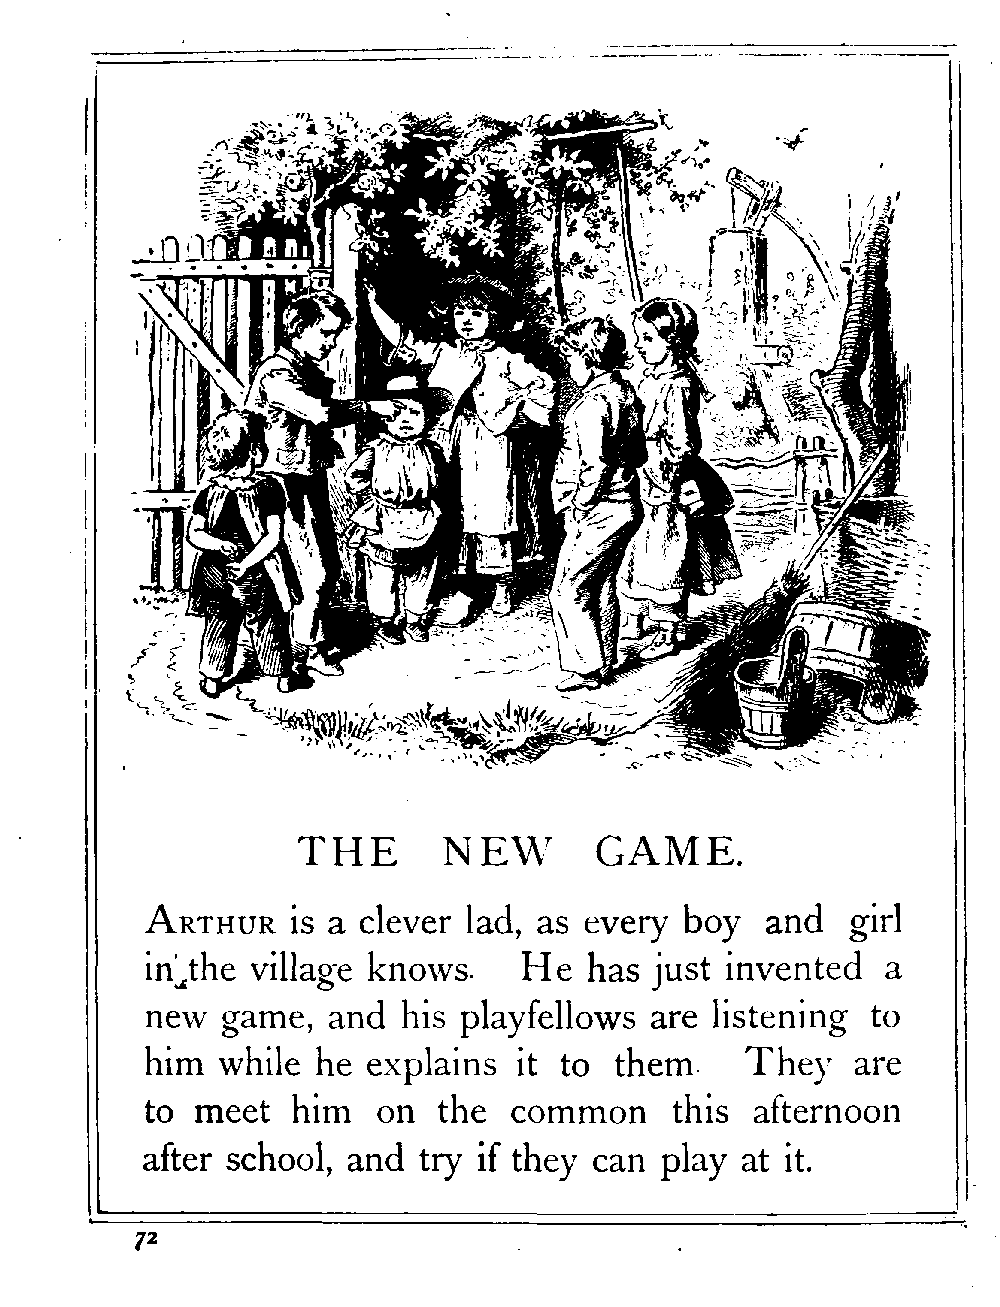 THE NEW GAME.
ARTHUR is a clever lad, as every boy and girl
in the village knows. He has just invented a
new game, and his playfellows are listening to
him while he explains it to them. They are
to meet him on the common this afternoon
after school, and try if they can play at it.
72